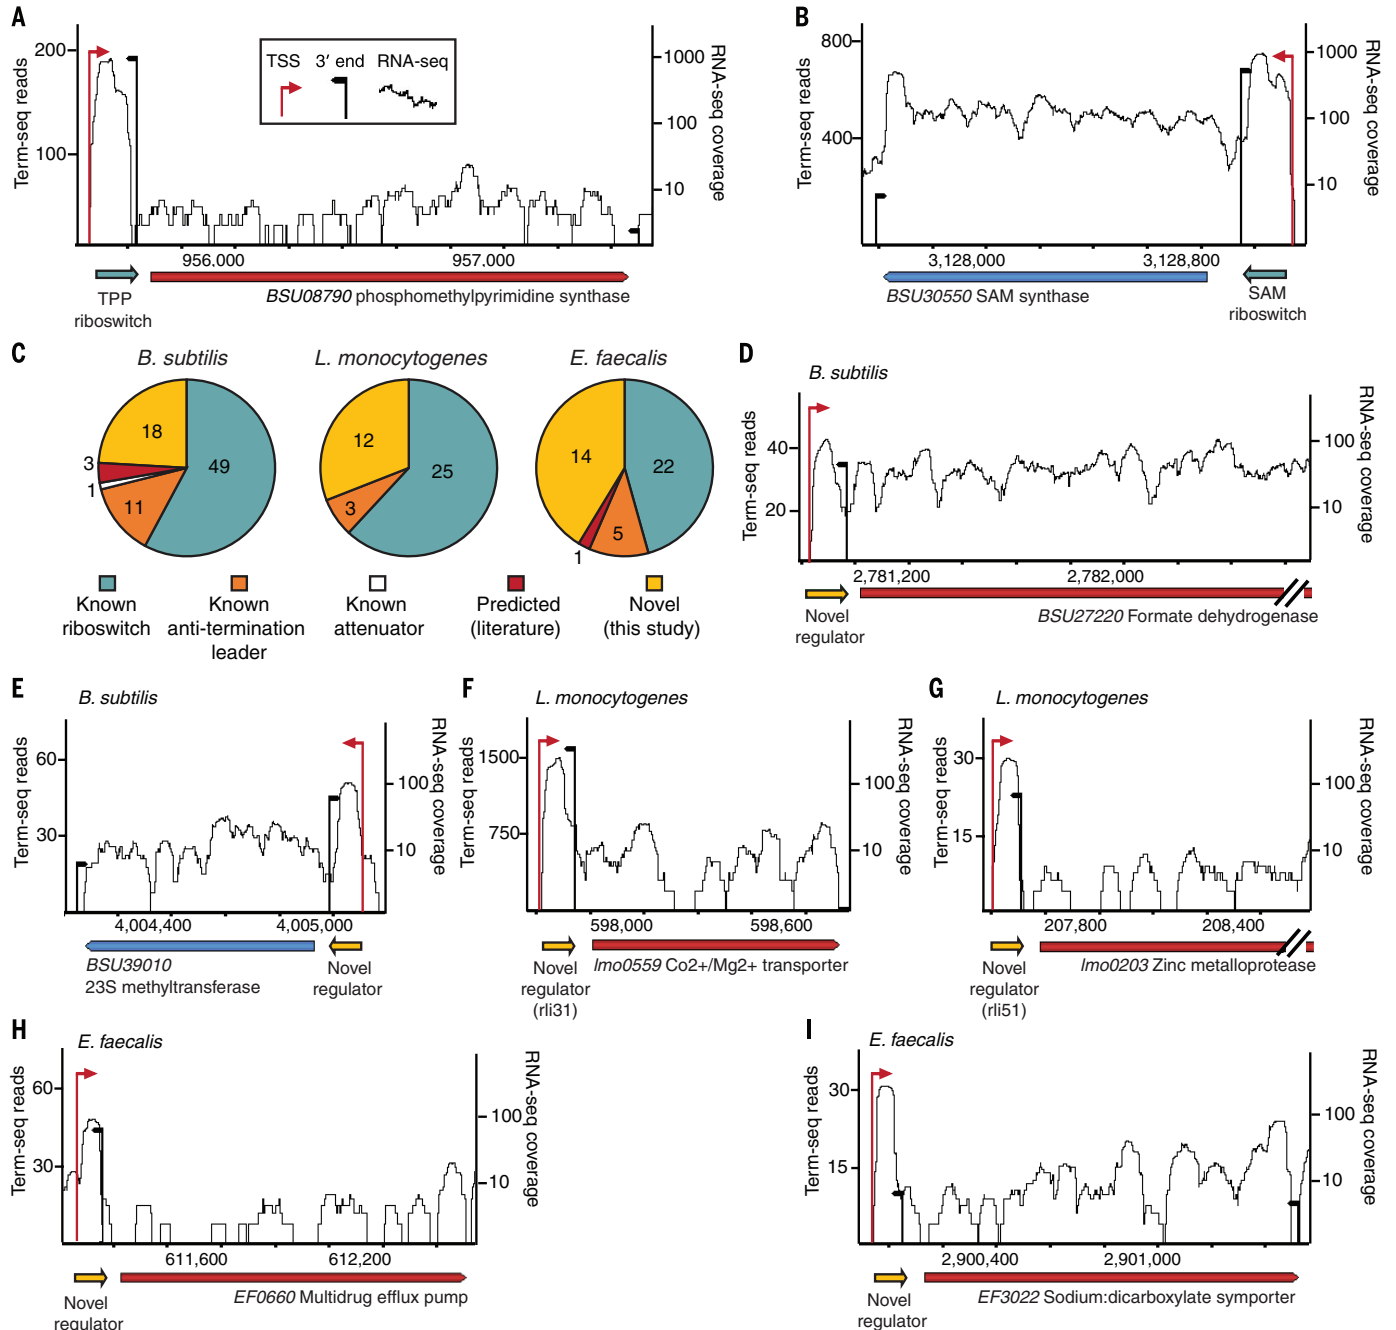 A
Term-seq reads
200
100
TSS
3′ end
RNA-seq
1000
100
10
RNA-seq coverage
956,000
957,000
TPP
riboswitch
BSU08790 phosphomethylpyrimidine synthase
B
Term-seq reads
800
400
1000
100
10
RNA-seq coverage
3,128,000
3,128,800
BSU30550 SAM synthase
SAM
riboswitch
C
B. subtilis
L. monocytogenes
E. faecalis
18
49
3
1
11
12
25
3
14
22
5
1
Known
riboswitch
Known
anti-termination
leader
Known
attenuator
Predicted
(literature)
Novel
(this study)
D
B. subtilis
Term-seq reads
40
20
100
10
RNA-seq coverage
2,781,200
2,782,000
Novel
regulator
BSU27220 Formate dehydrogenase
E
B. subtilis
Term-seq reads
60
30
100
10
RNA-seq coverage
4,004,400
4,005,000
BSU39010
23S methyltransferase
Novel
regulator
F
L. monocytogenes
Term-seq reads
1500
750
100
10
RNA-seq coverage
598,000
598,600
Novel
regulator
(rli31)
lmo0559 Co2+/Mg2+ transporter
G
L. monocytogenes
Term-seq reads
30
15
100
10
RNA-seq coverage
207,800
208,400
Novel
regulator
(rli51)
lmo0203 Zinc metalloprotease
H
E. faecalis
Term-seq reads
60
30
100
10
RNA-seq coverage
611,600
612,200
Novel
regulator
EF0660 Multidrug efflux pump
I
E. faecalis
Term-seq reads
30
15
100
10
RNA-seq coverage
2,900,400
2,901,000
Novel
regulator
EF3022 Sodium:dicarboxylate symporter